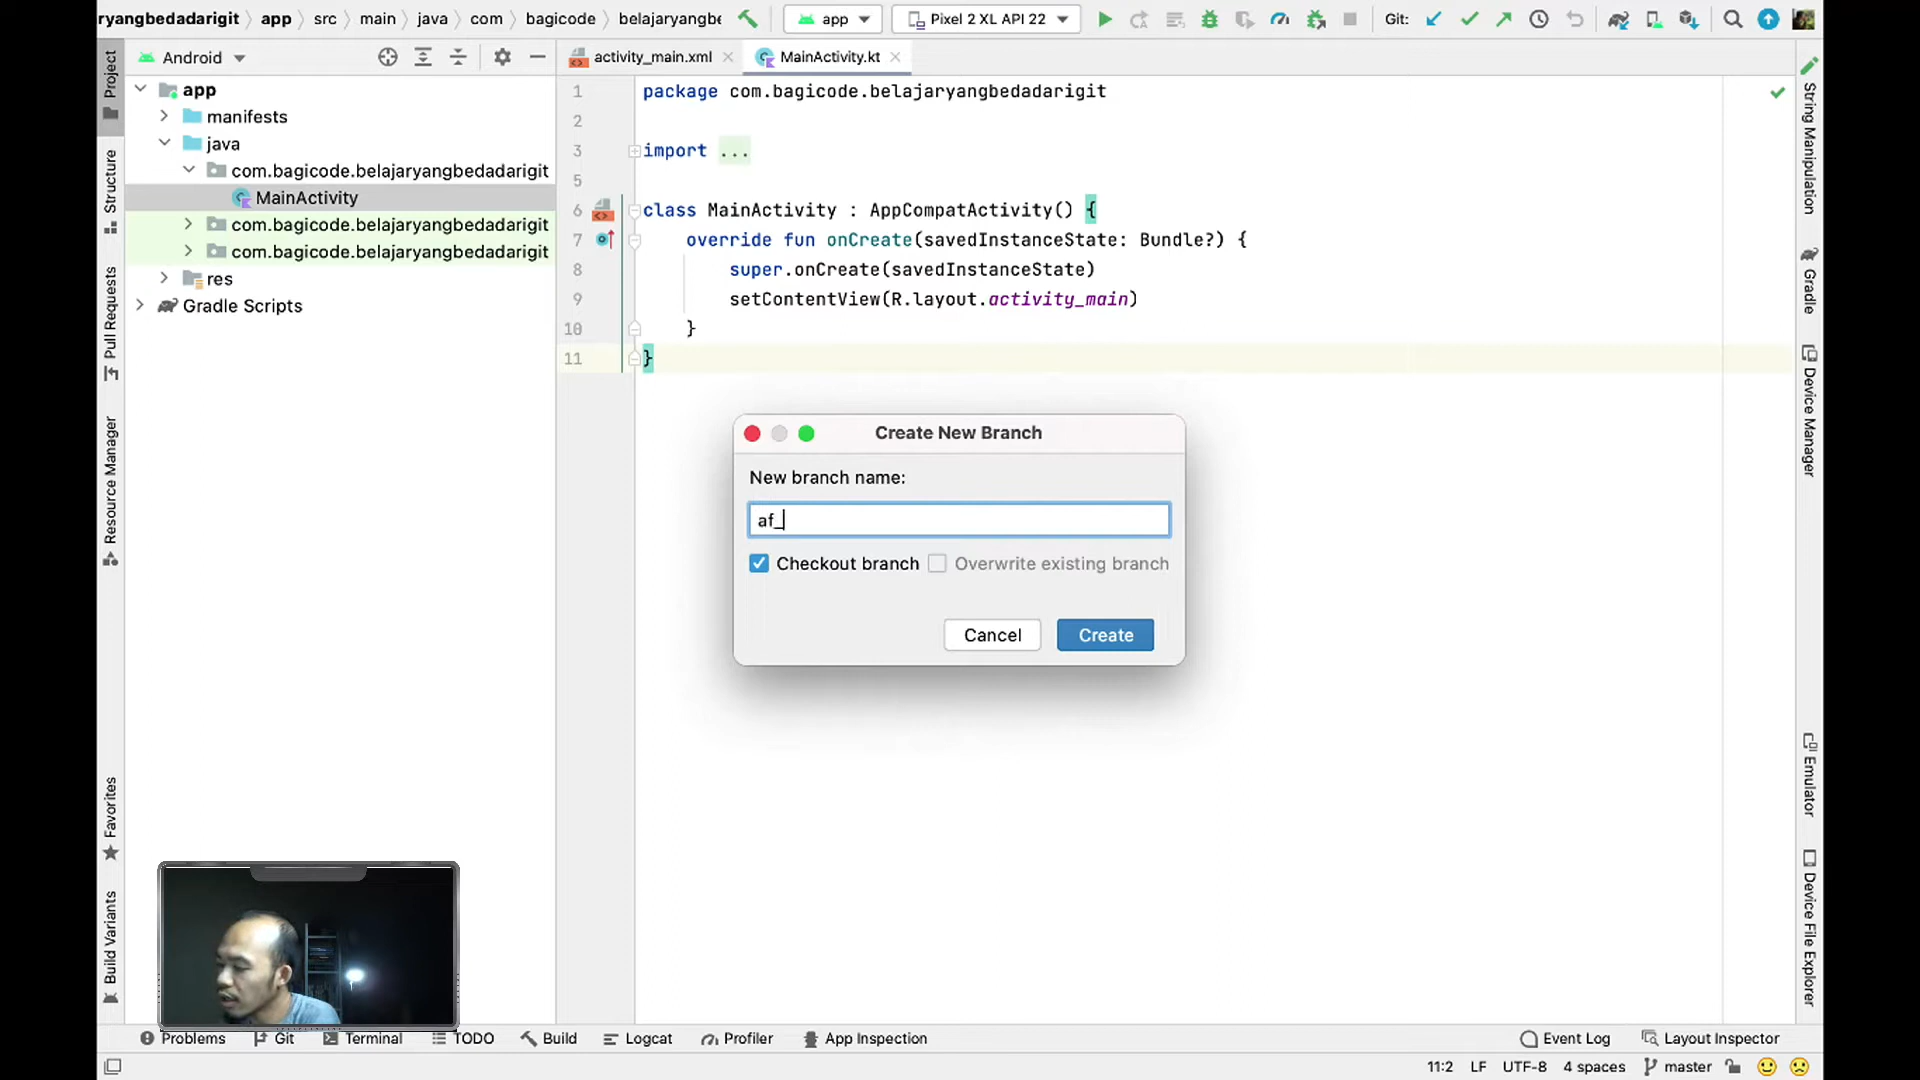 ryangbedadarigit app src main java com bagicode belajaryangbe app Pixel 2 XL API 22 Git:
Project
Android
activity_main.xml
MainActivity.kt
app
manifests
java
com.bagicode.belajaryangbedadarigit
MainActivity
com.bagicode.belajaryangbedadarigit
com.bagicode.belajaryangbedadarigit
res
Gradle Scripts
Structure
Pull Requests
Resource Manager
Favorites
Build Variants
1 package com.bagicode.belajaryangbedadarigit
2
3 import ...
5
6 class MainActivity : AppCompatActivity() {
7 override fun onCreate(savedInstanceState: Bundle?) {
8 super.onCreate(savedInstanceState)
9 setContentView(R.layout.activity_main)
10 }
11 }
Create New Branch
New branch name:
af_
Checkout branch Overwrite existing branch
Cancel Create
String Manipulation
Gradle
Device Manager
Emulator
Device File Explorer
Problems Git Terminal TODO Build Logcat Profiler App Inspection Event Log Layout Inspector
11:2 LF UTF-8 4 spaces master